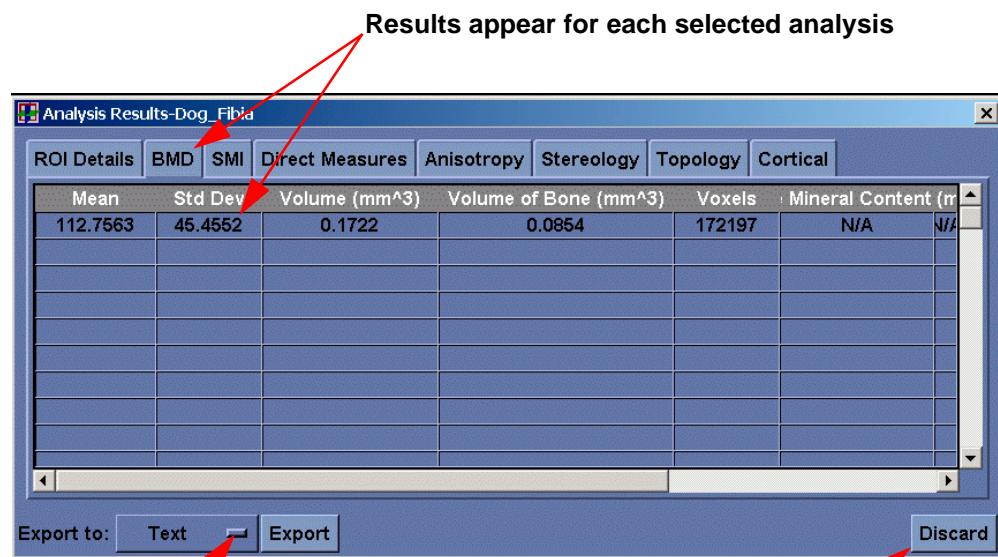 Results appear for each selected analysis
Analysis Results-Dog_Fibia
ROI Details BMD SMI Direct Measures Anisotropy Stereology Topology Cortical
Mean Std Dev Volume (mm^3) Volume of Bone (mm^3) Voxels Mineral Content (m
112.7563 45.4552 0.1722 0.0854 172197 N/A N/A
Export to: Text Export Discard